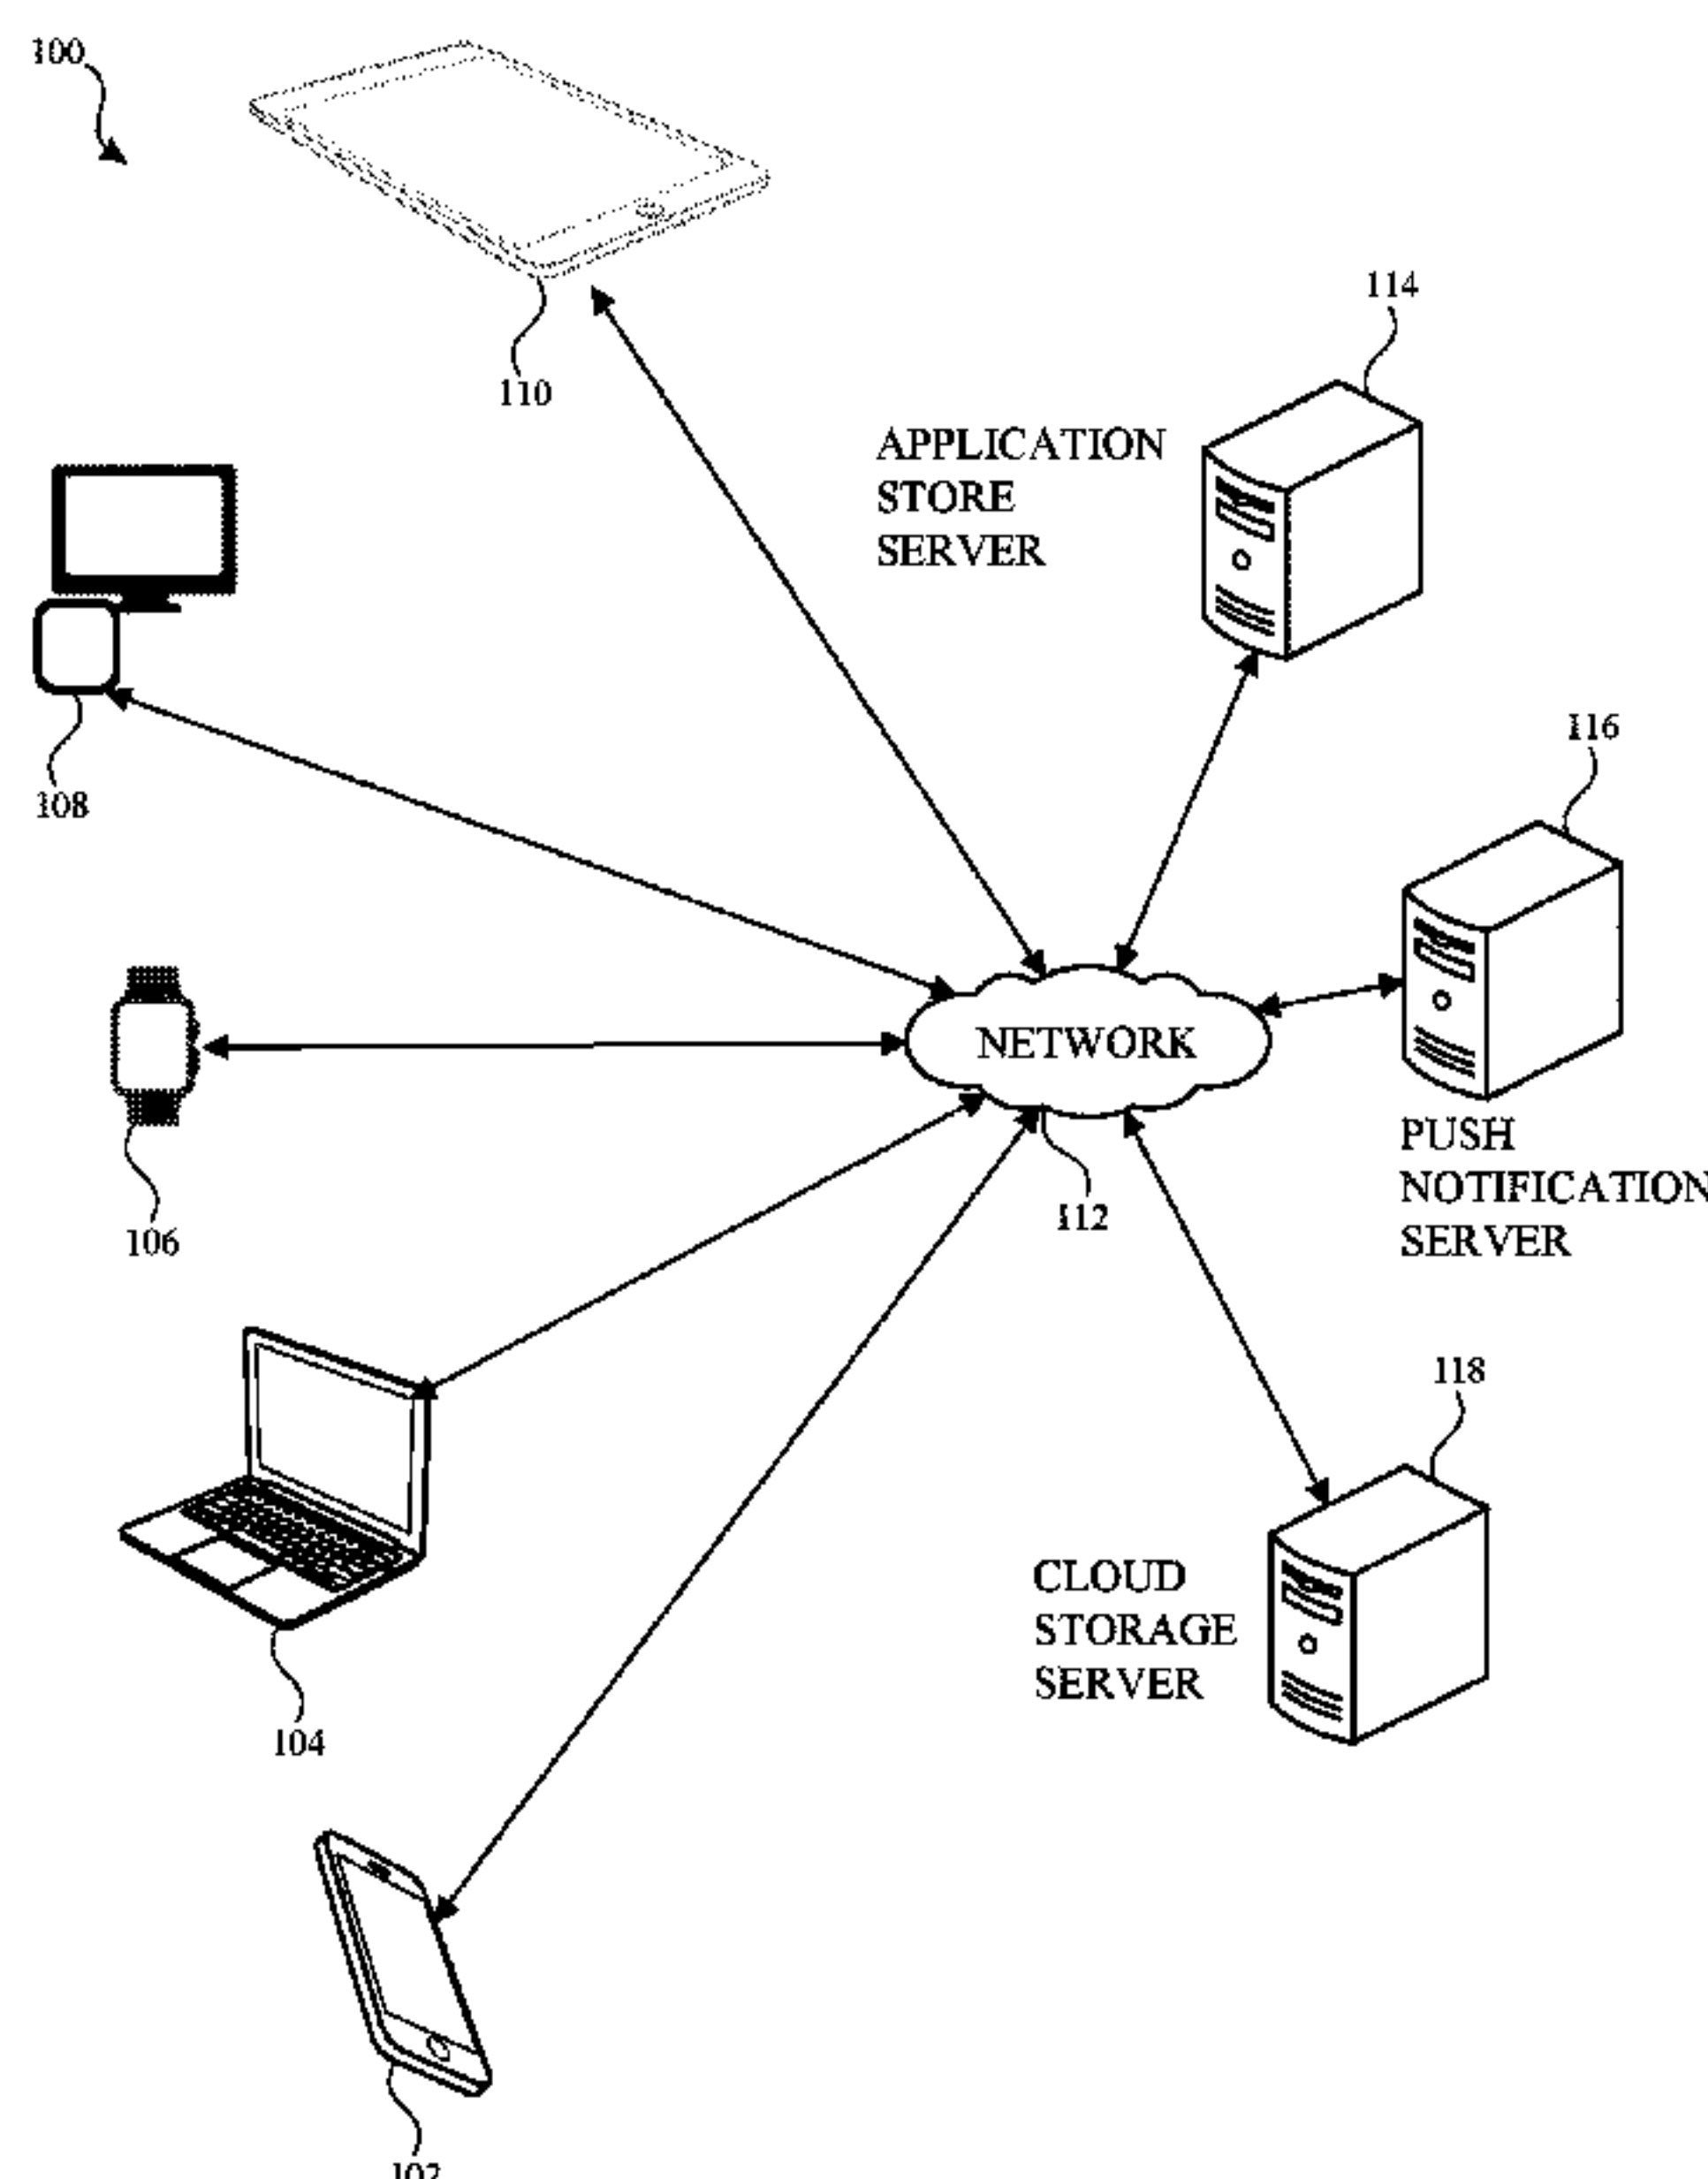 100
110
114
APPLICATION
STORE
SERVER
116
108
NETWORK
PUSH
NOTIFICATION
SERVER
112
106
118
CLOUD
STORAGE
SERVER
104
102